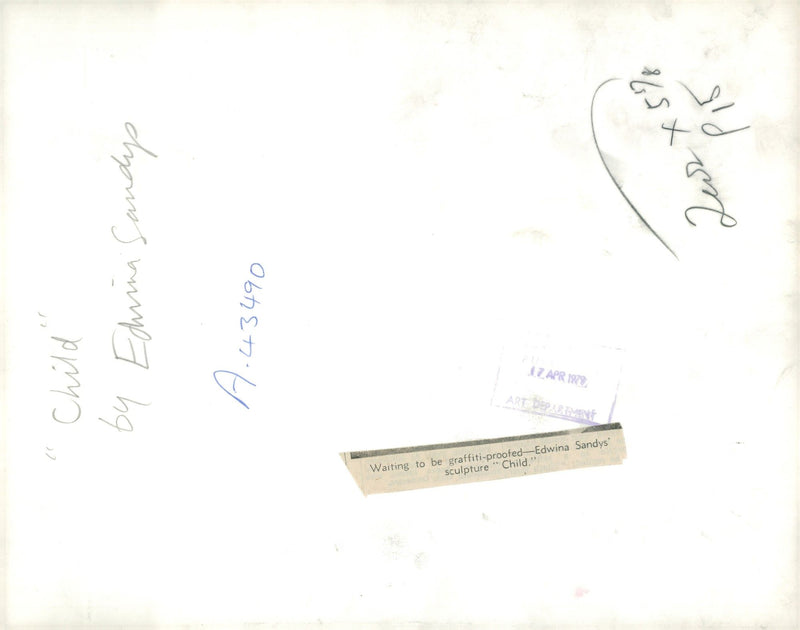 "Child"
by Edwina Sandys
A.43490
P 15
17 APR 1979
ART DEPARTMENT
Waiting to be graffiti-proofed—Edwina Sandys'
sculpture "Child."